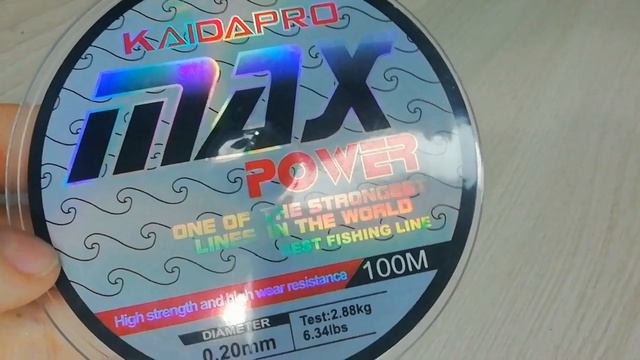 KAIDAPRO
MAX
POWER
ONE OF THE STRONGEST
LINES IN THE WORLD
BEST FISHING LINE
100M
High strength and high wear resistance
DIAMETER
0.20mm
Test:2.88kg
6.34lbs